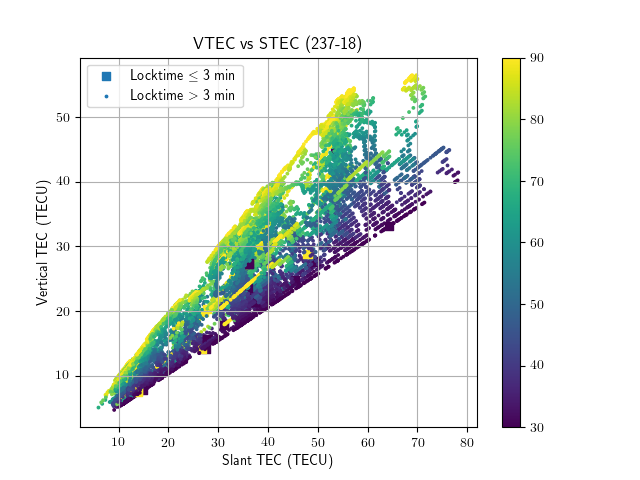 VTEC vs STEC (237-18)
Locktime ≤ 3 min
Locktime > 3 min
Vertical TEC (TECU)
50
40
30
20
10
10 20 30 40 50 60 70 80
Slant TEC (TECU)
90
80
70
60
50
40
30